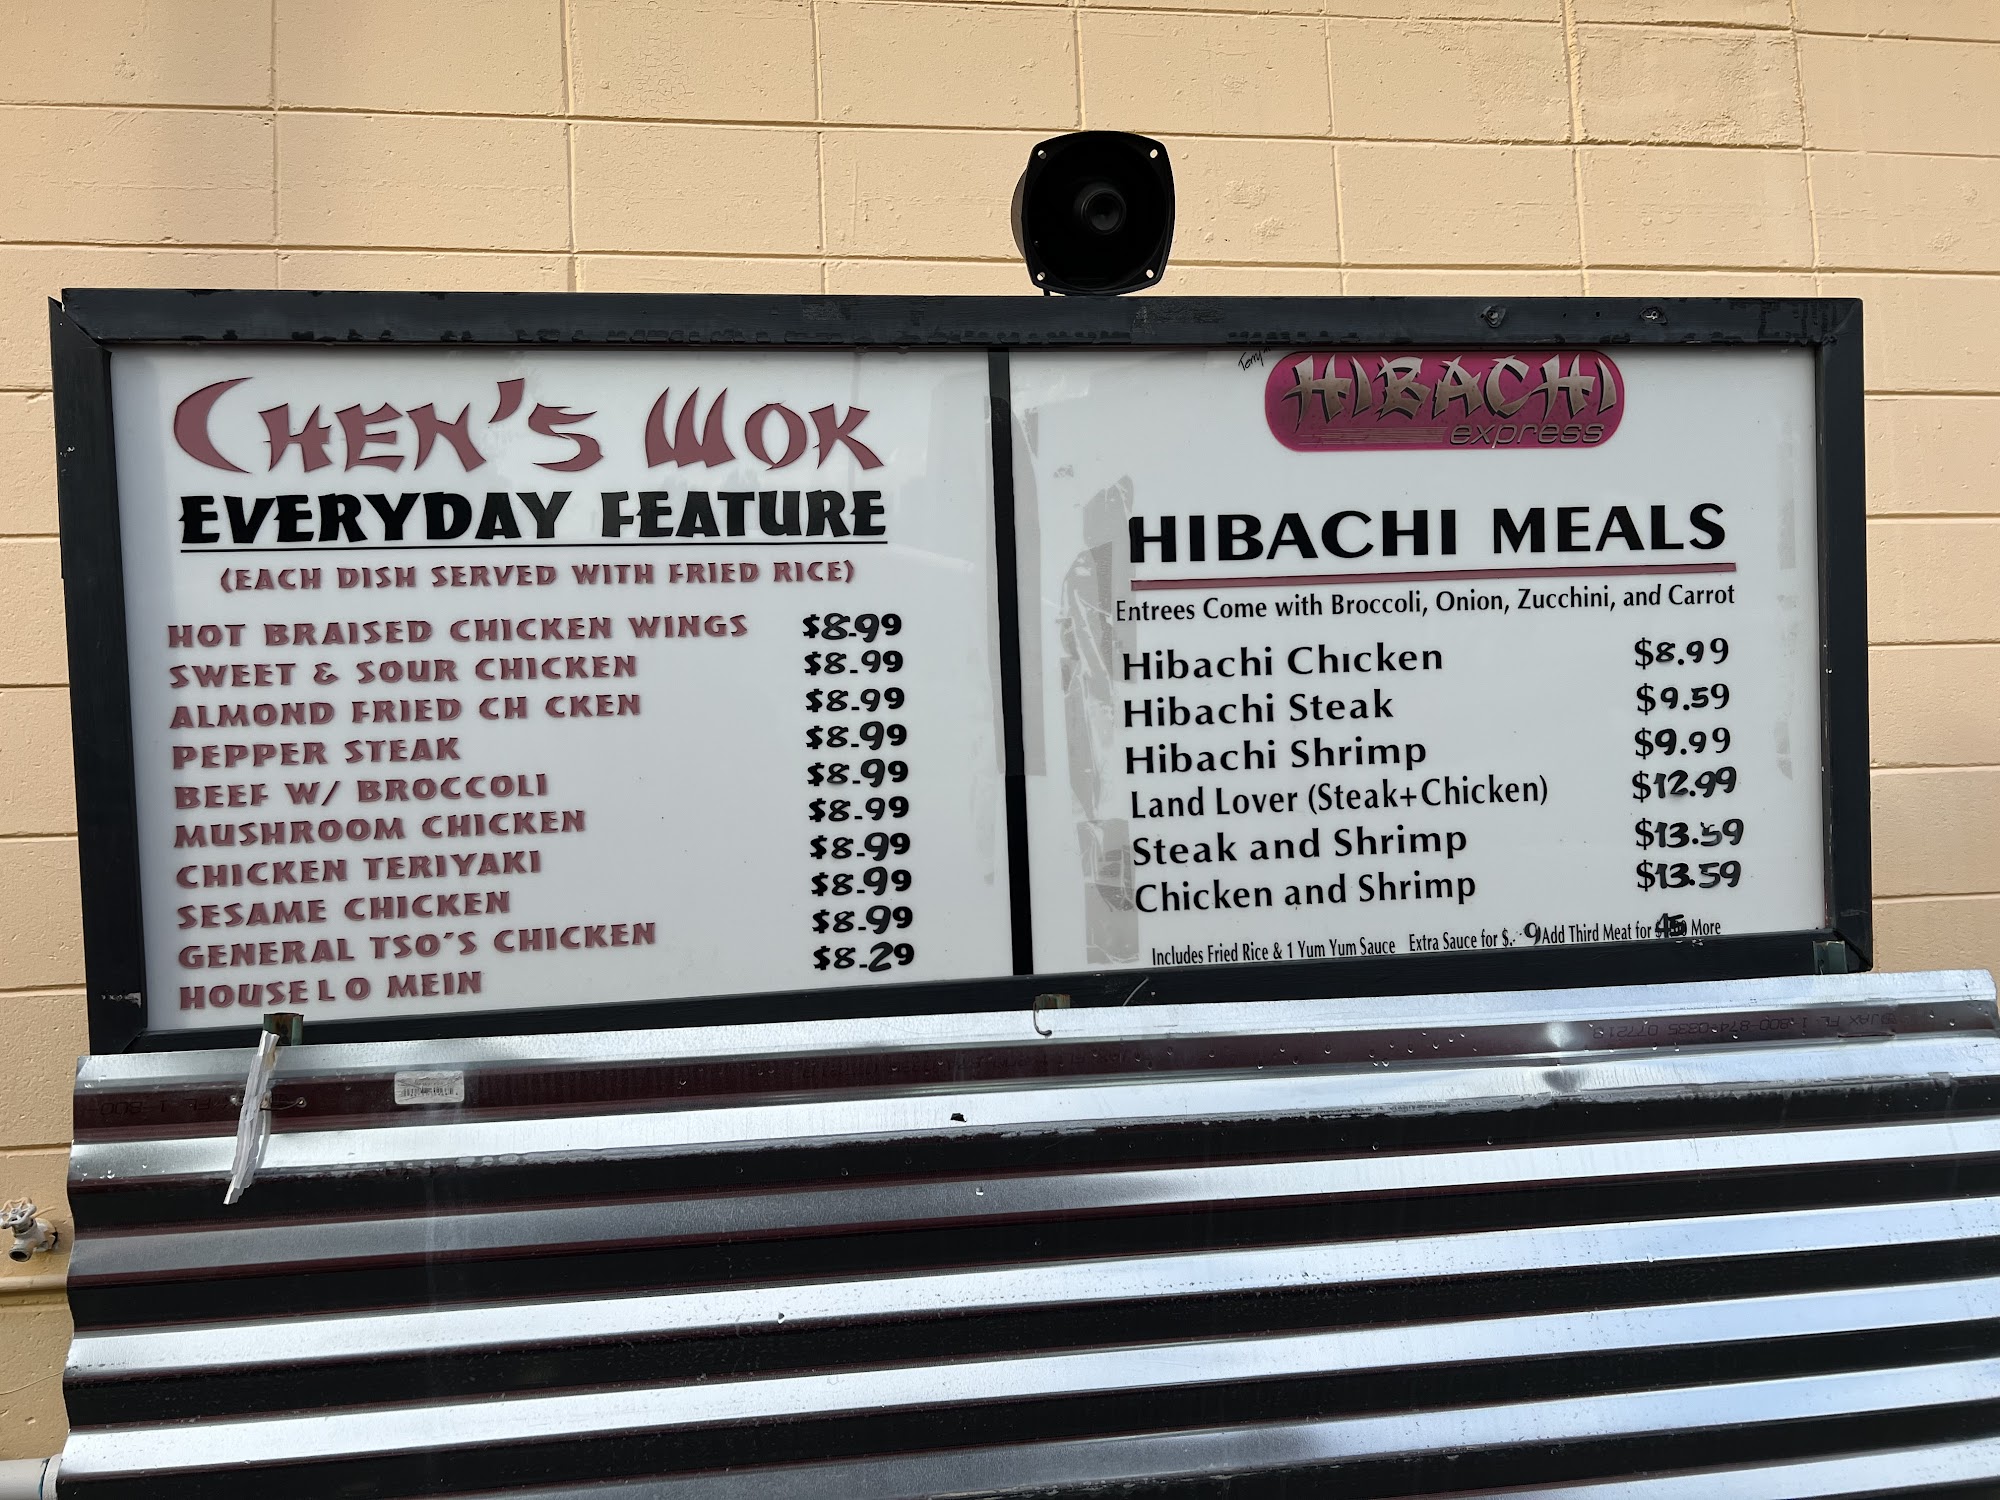 CHEN'S WOK
EVERYDAY FEATURE
(EACH DISH SERVED WITH FRIED RICE)
HOT BRAISED CHICKEN WINGS $8.99
SWEET & SOUR CHICKEN $8.99
ALMOND FRIED CH CKEN $8.99
PEPPER STEAK $8.99
BEEF W/ BROCCOLI $8.99
MUSHROOM CHICKEN $8.99
CHICKEN TERIYAKI $8.99
SESAME CHICKEN $8.99
GENERAL TSO'S CHICKEN $8.99
HOUSE LO MEIN $8.29
HIBACHI
express
HIBACHI MEALS
Entrees Come with Broccoli, Onion, Zucchini, and Carrot
Hibachi Chicken $8.99
Hibachi Steak $9.59
Hibachi Shrimp $9.99
Land Lover (Steak+Chicken) $12.99
Steak and Shrimp $13.59
Chicken and Shrimp $13.59
Includes Fried Rice & 1 Yum Yum Sauce Extra Sauce for $. 9 Add Third Meat for More